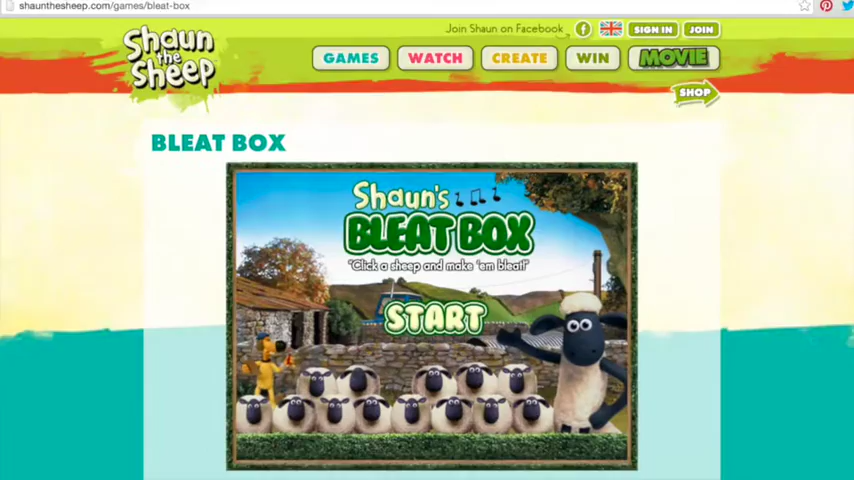 shaunthesheep.com/games/bleat-box
Join Shaun on Facebook
SIGN IN
JOIN
Shaun
the
Sheep
GAMES
WATCH
CREATE
WIN
MOVIE
SHOP
BLEAT BOX
Shaun's
BLEAT BOX
"Click a sheep and make 'em bleat!"
START